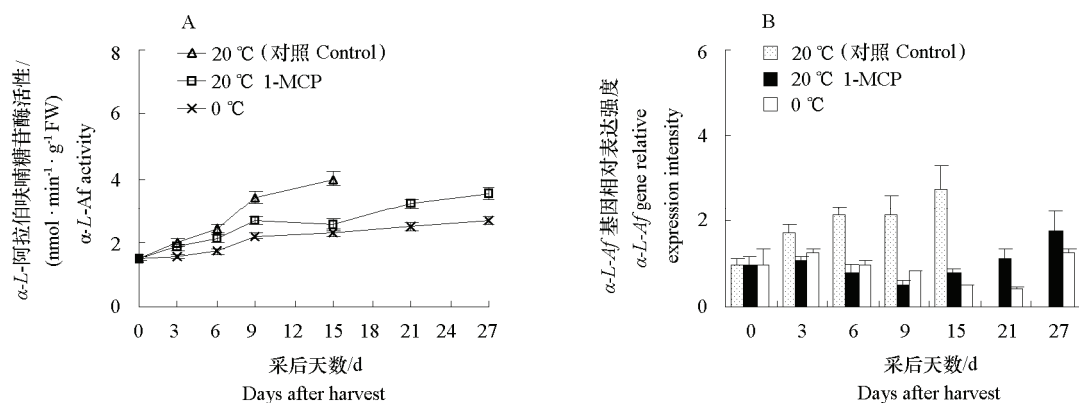 A
α-L-阿拉伯呋喃糖苷酶活性/
(nmol · min⁻¹ · g⁻¹ FW)
α-L-Af activity
8
6
4
2
0
20 ℃ (对照 Control)
20 ℃ 1-MCP
0 ℃
0 3 6 9 12 15 18 21 24 27
采后天数/d
Days after harvest
B
α-L-Af 基因相对表达强度
α-L-Af gene relative
expression intensity
6
4
2
0
20 ℃ (对照 Control)
20 ℃ 1-MCP
0 ℃
0 3 6 9 15 21 27
采后天数/d
Days after harvest